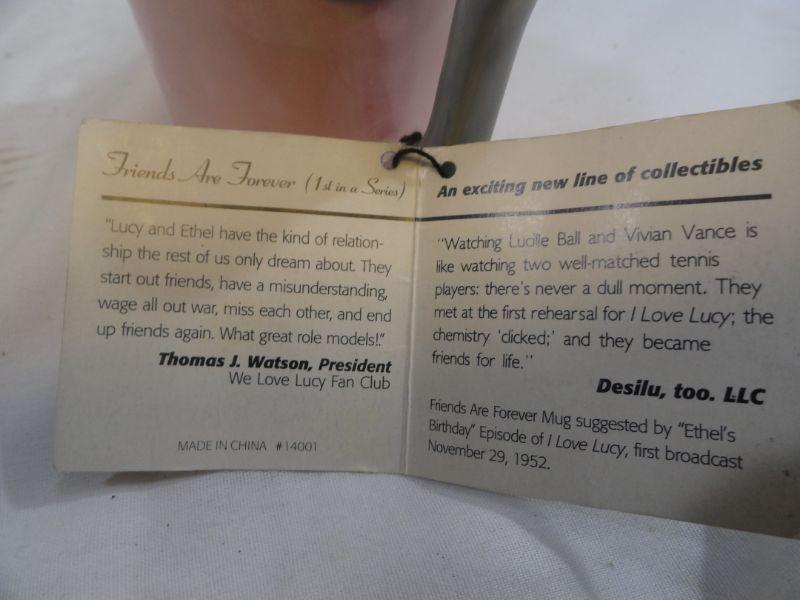 Friends Are Forever (1st in a Series)
"Lucy and Ethel have the kind of relation-
ship the rest of us only dream about. They
start out friends, have a misunderstanding,
wage all out war, miss each other, and end
up friends again. What great role models!."
Thomas J. Watson, President
We Love Lucy Fan Club
MADE IN CHINA #14001
An exciting new line of collectibles
"Watching Lucille Ball and Vivian Vance is
like watching two well-matched tennis
players: there's never a dull moment. They
met at the first rehearsal for I Love Lucy; the
chemistry 'clicked;' and they became
friends for life."
Desilu, too. LLC
Friends Are Forever Mug suggested by "Ethel's
Birthday" Episode of I Love Lucy, first broadcast
November 29, 1952.